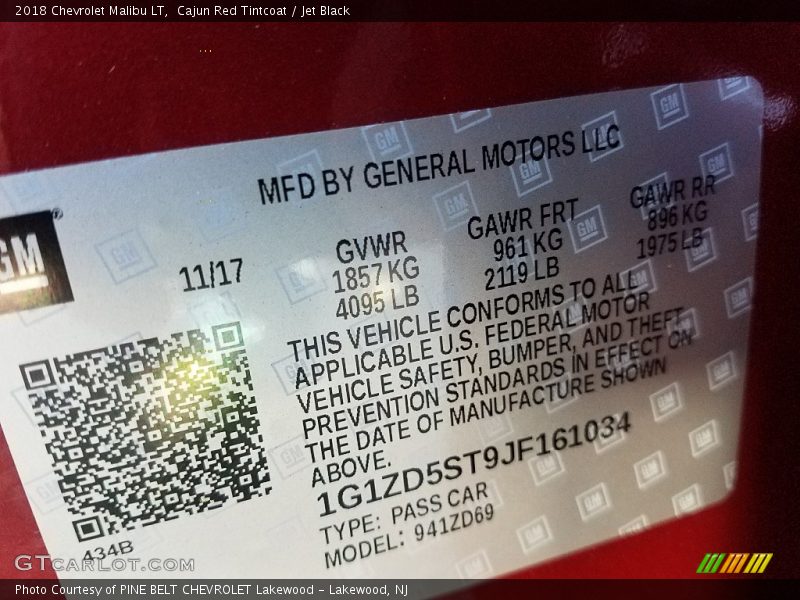 2018 Chevrolet Malibu LT, Cajun Red Tintcoat / Jet Black
MFD BY GENERAL MOTORS LLC
GM
11/17
GVWR
1857 KG
4095 LB
GAWR FRT
961 KG
2119 LB
GAWR RR
896 KG
1975 LB
THIS VEHICLE CONFORMS TO ALL
APPLICABLE U.S. FEDERAL MOTOR
VEHICLE SAFETY, BUMPER, AND THEFT
PREVENTION STANDARDS IN EFFECT ON
THE DATE OF MANUFACTURE SHOWN
ABOVE.
1G1ZD5ST9JF161034
TYPE: PASS CAR
MODEL: 941ZD69
434B
GTcarlot.com
Photo Courtesy of PINE BELT CHEVROLET Lakewood - Lakewood, NJ